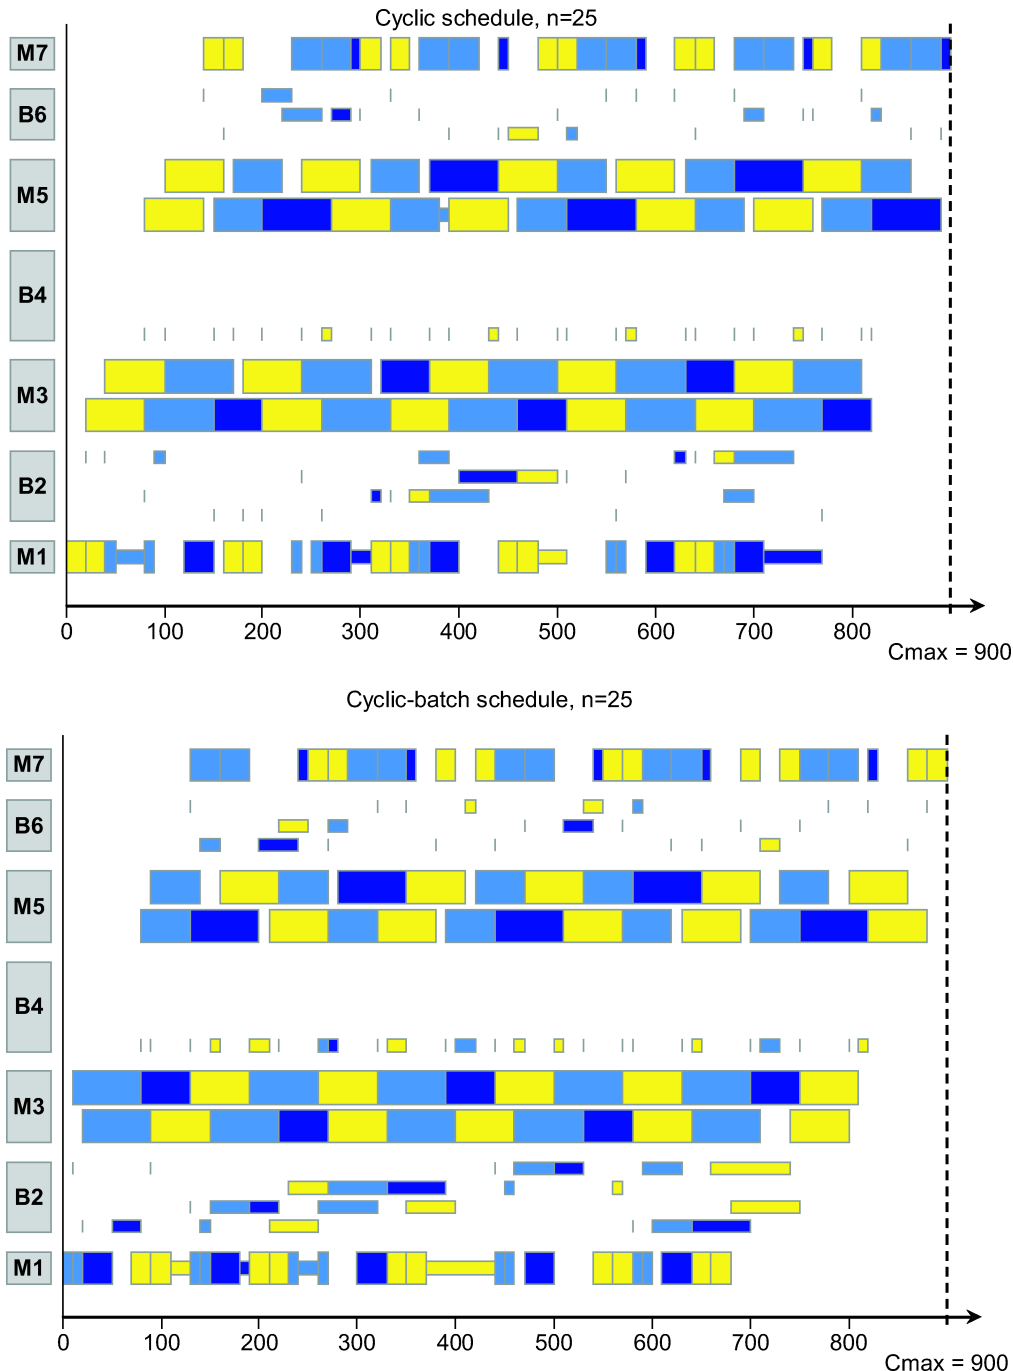 Cyclic schedule, n=25
M7
B6
M5
B4
M3
B2
M1
0 100 200 300 400 500 600 700 800
Cmax = 900
Cyclic-batch schedule, n=25
M7
B6
M5
B4
M3
B2
M1
0 100 200 300 400 500 600 700 800
Cmax = 900